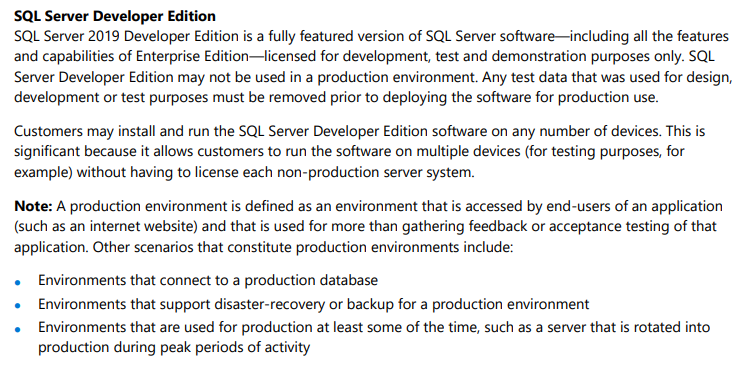 SQL Server Developer Edition
SQL Server 2019 Developer Edition is a fully featured version of SQL Server software—including all the features
and capabilities of Enterprise Edition—licensed for development, test and demonstration purposes only. SQL
Server Developer Edition may not be used in a production environment. Any test data that was used for design,
development or test purposes must be removed prior to deploying the software for production use.
Customers may install and run the SQL Server Developer Edition software on any number of devices. This is
significant because it allows customers to run the software on multiple devices (for testing purposes, for
example) without having to license each non-production server system.
Note: A production environment is defined as an environment that is accessed by end-users of an application
(such as an internet website) and that is used for more than gathering feedback or acceptance testing of that
application. Other scenarios that constitute production environments include:
• Environments that connect to a production database
• Environments that support disaster-recovery or backup for a production environment
• Environments that are used for production at least some of the time, such as a server that is rotated into
production during peak periods of activity